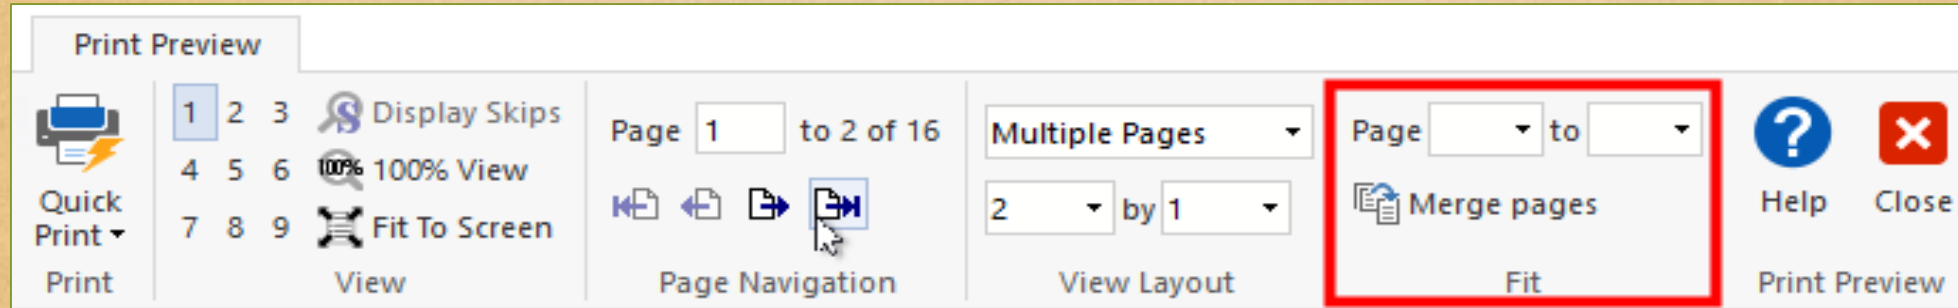 Print Preview
Quick
Print
Print
1 2 3
4 5 6
7 8 9
Display Skips
100% 100% View
Fit To Screen
View
Page 1 to 2 of 16
Page Navigation
Multiple Pages
2 by 1
View Layout
Page to
Merge pages
Fit
? Help
Close
Print Preview